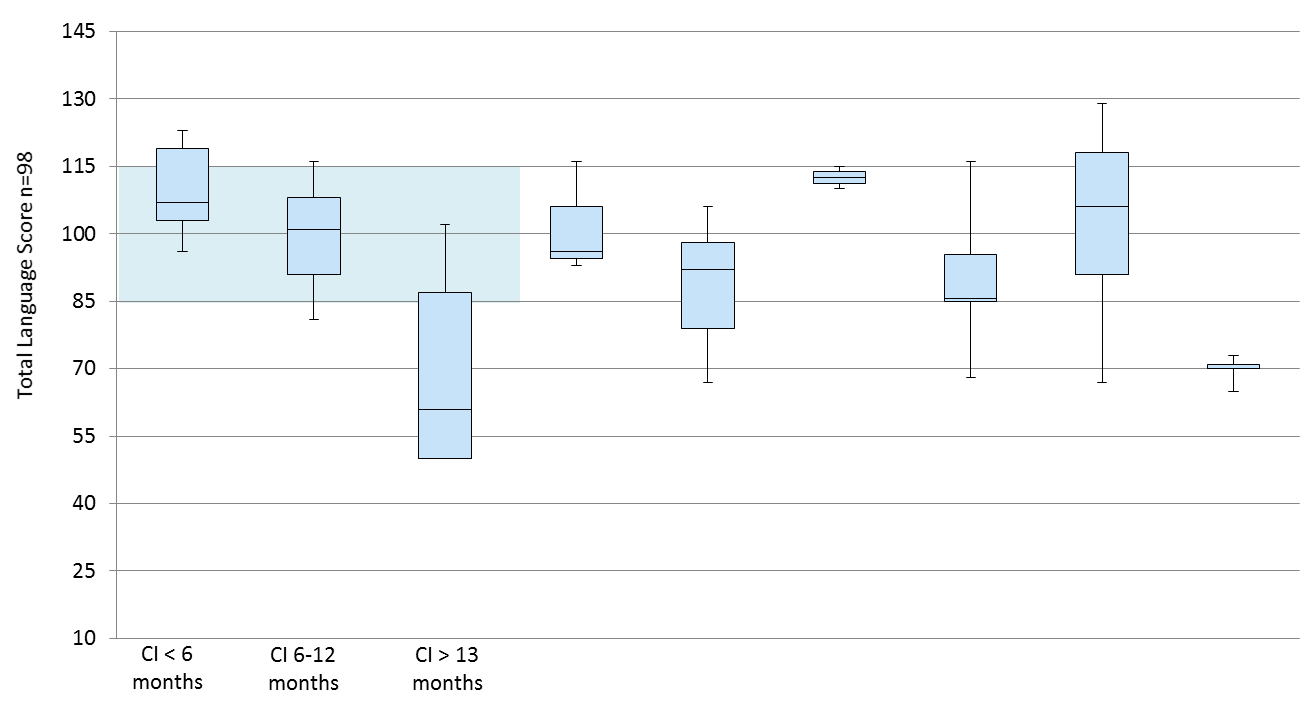 145
130
115
100
85
70
55
40
25
10
Total Language Score n=98
CI < 6
months
CI 6-12
months
CI > 13
months